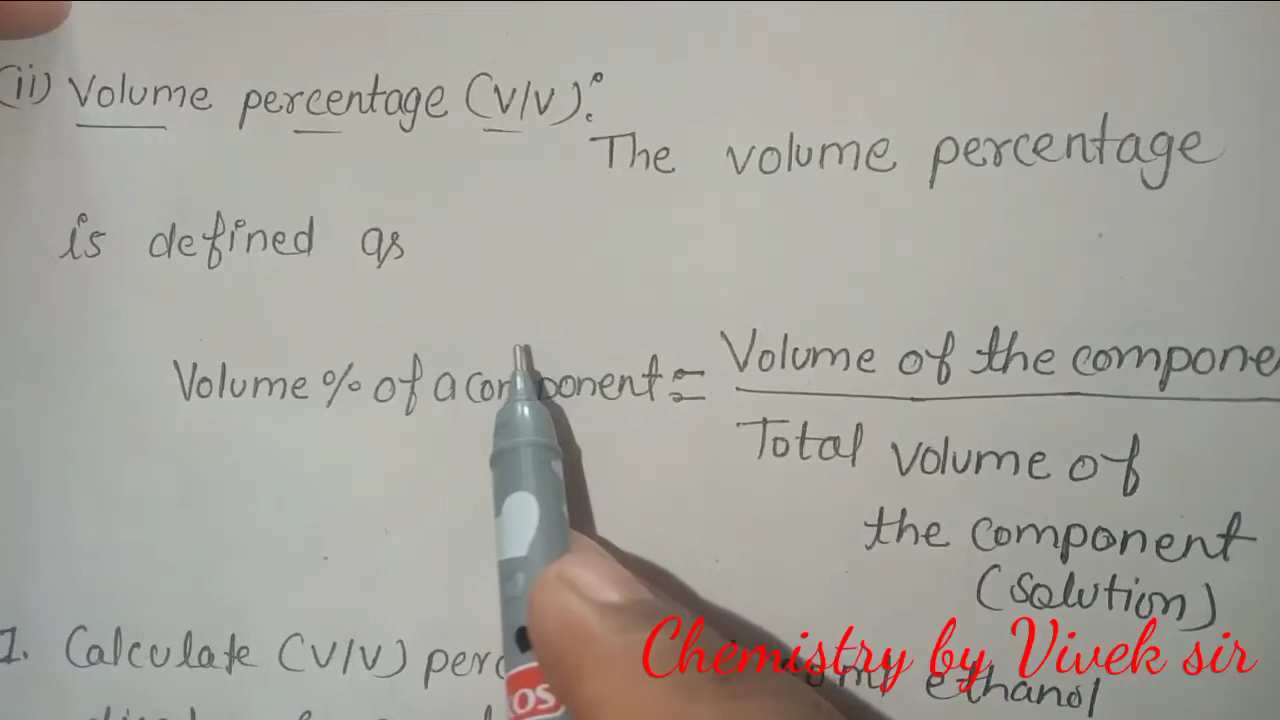 (ii) Volume percentage (V/V):
The volume percentage
is defined as
Volume % of a component = Volume of the compone
Total volume of
the component
(solution)
1. Calculate (V/V) perc ethanol
Chemistry by Vivek sir
OS